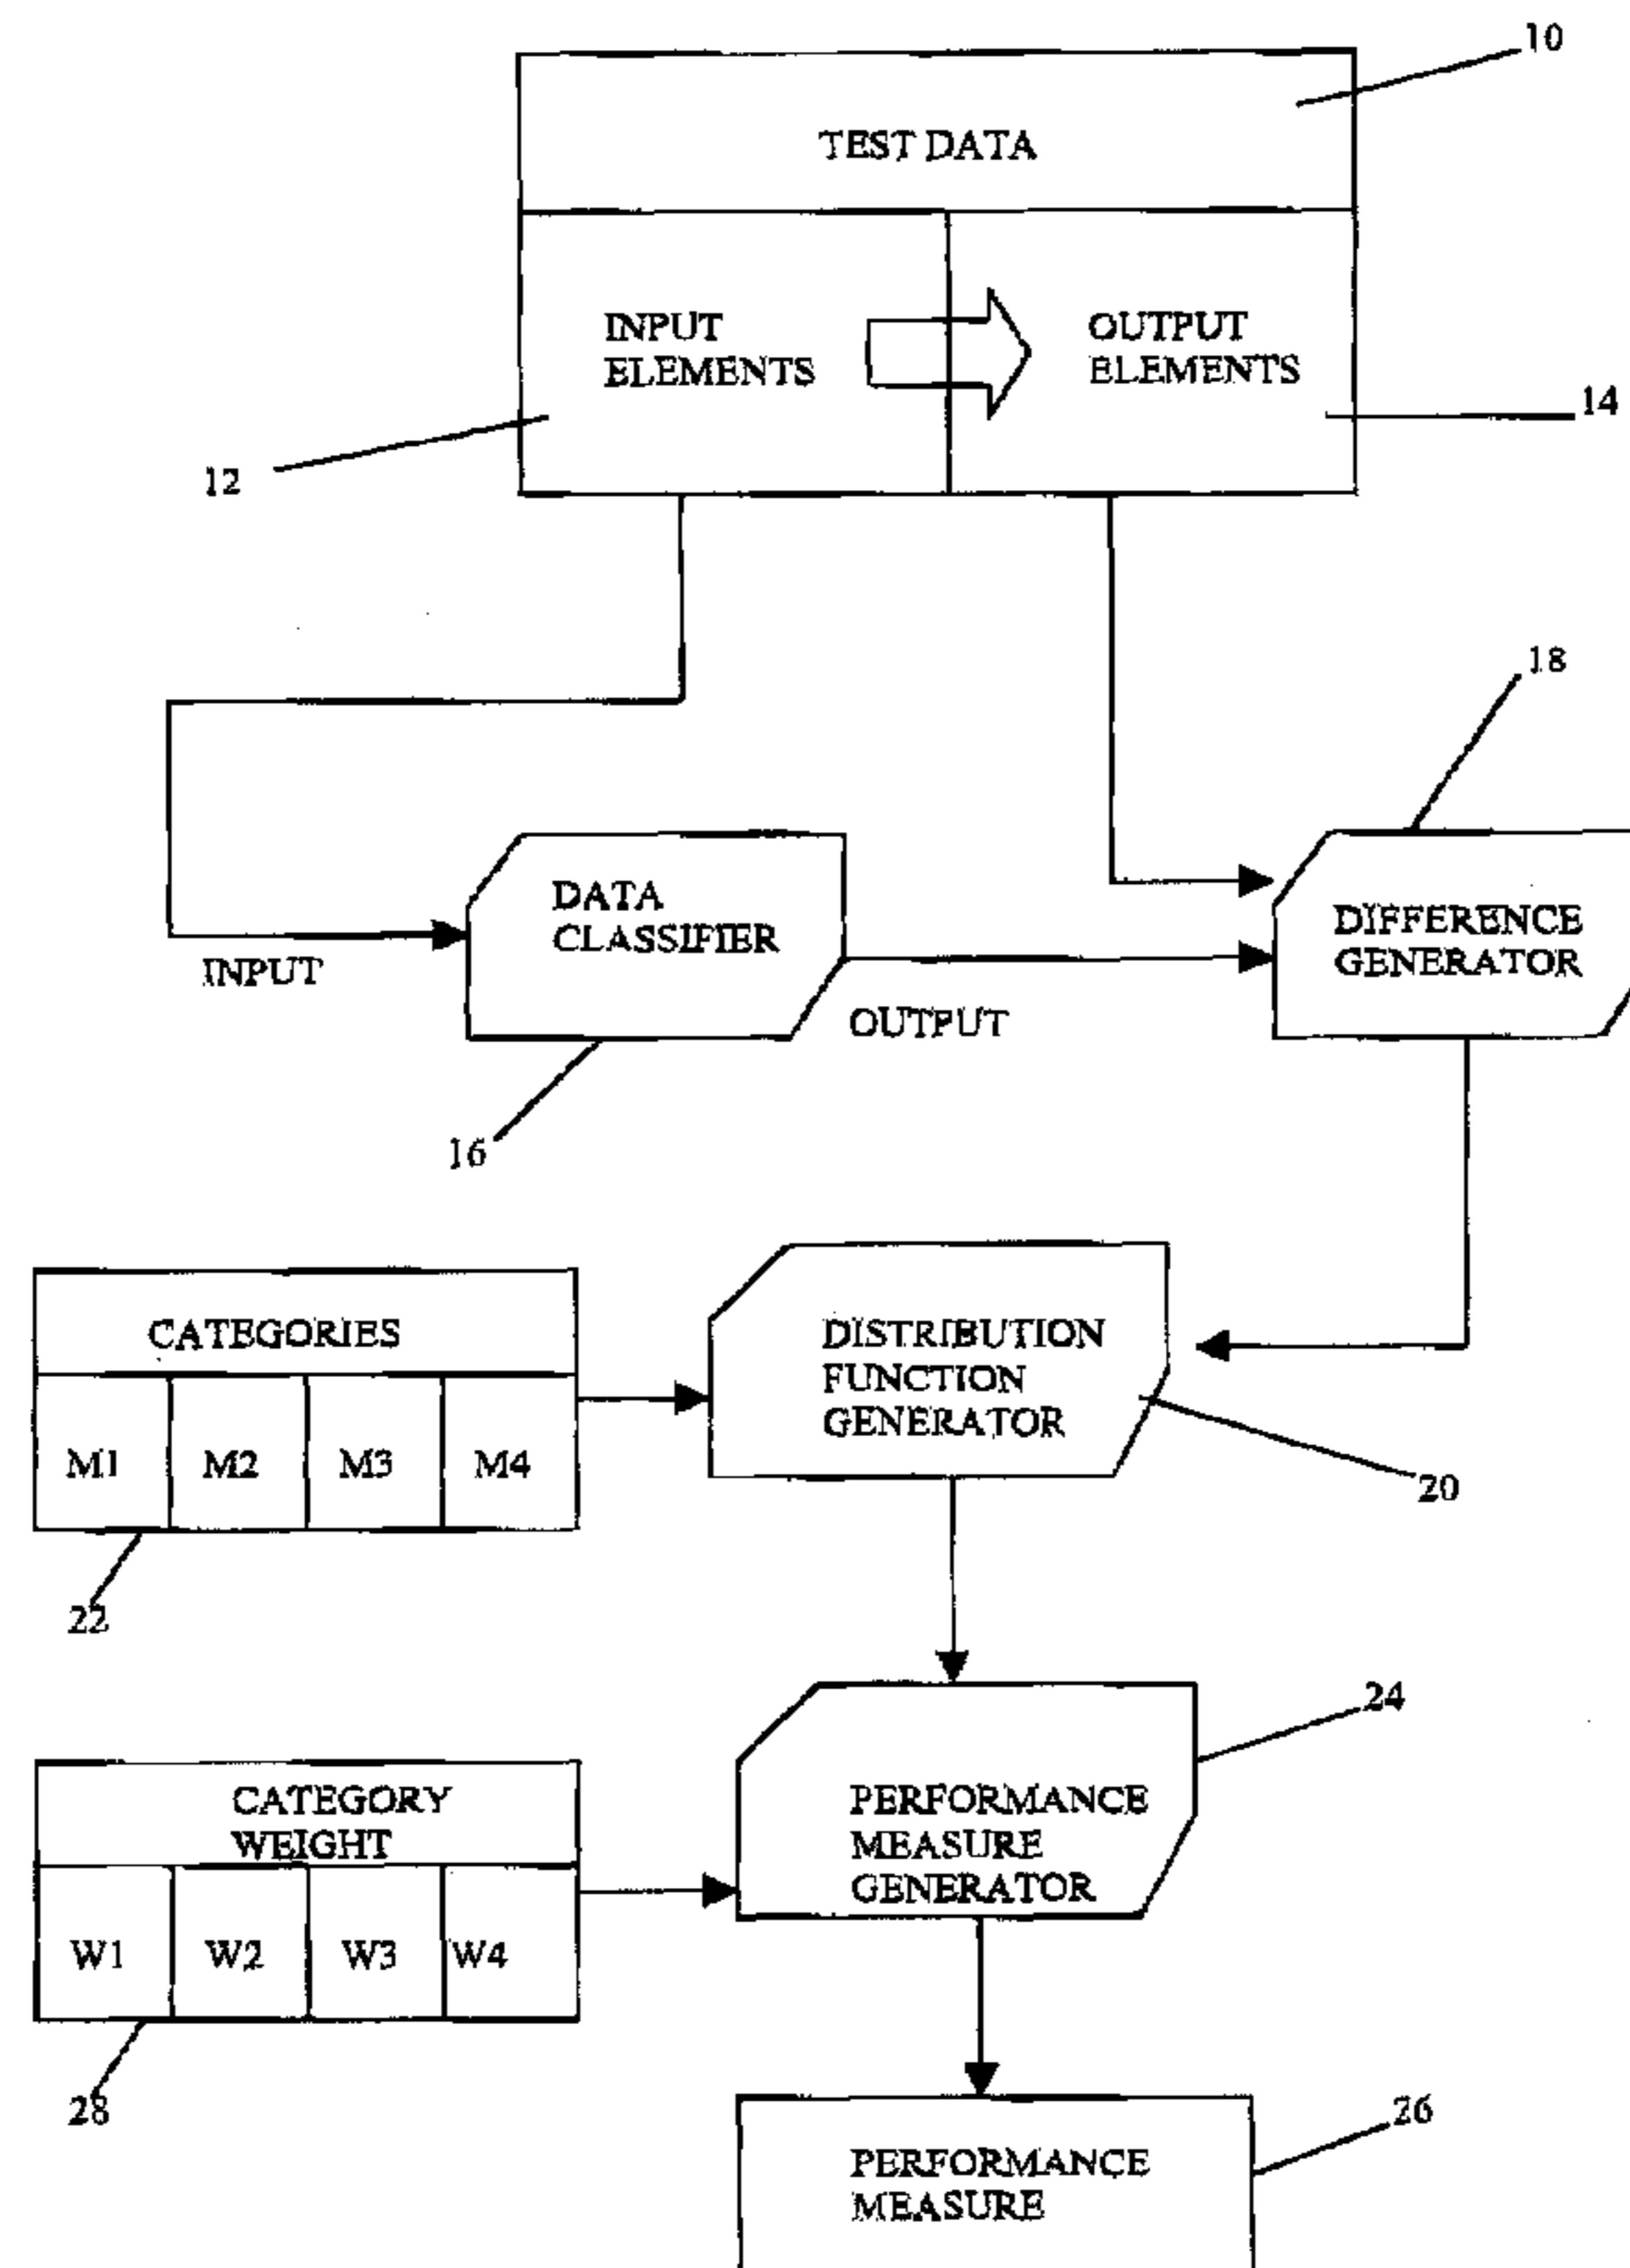 10
TEST DATA
INPUT
ELEMENTS
OUTPUT
ELEMENTS
14
12
18
DATA
CLASSIFIER
DIFFERENCE
GENERATOR
INPUT
OUTPUT
16
CATEGORIES
M1 M2 M3 M4
DISTRIBUTION
FUNCTION
GENERATOR
20
22
24
CATEGORY
WEIGHT
W1 W2 W3 W4
PERFORMANCE
MEASURE
GENERATOR
28
26
PERFORMANCE
MEASURE